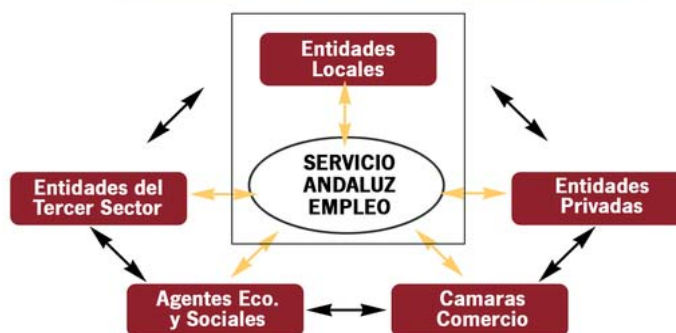 Entidades
Locales
SERVICIO
ANDALUZ
EMPLEO
Entidades del
Tercer Sector
Entidades
Privadas
Agentes Eco.
y Sociales
Camaras
Comercio